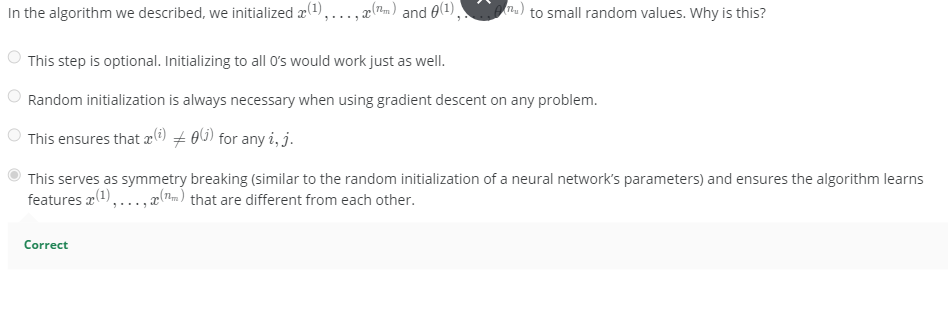 In the algorithm we described, we initialized x^(1), . . . , x^(n_m) and θ^(1), . . . , θ^(n_u) to small random values. Why is this?
This step is optional. Initializing to all 0's would work just as well.
Random initialization is always necessary when using gradient descent on any problem.
This ensures that x^(i) ≠ θ^(j) for any i, j.
This serves as symmetry breaking (similar to the random initialization of a neural network's parameters) and ensures the algorithm learns
features x^(1), . . . , x^(n_m) that are different from each other.
Correct